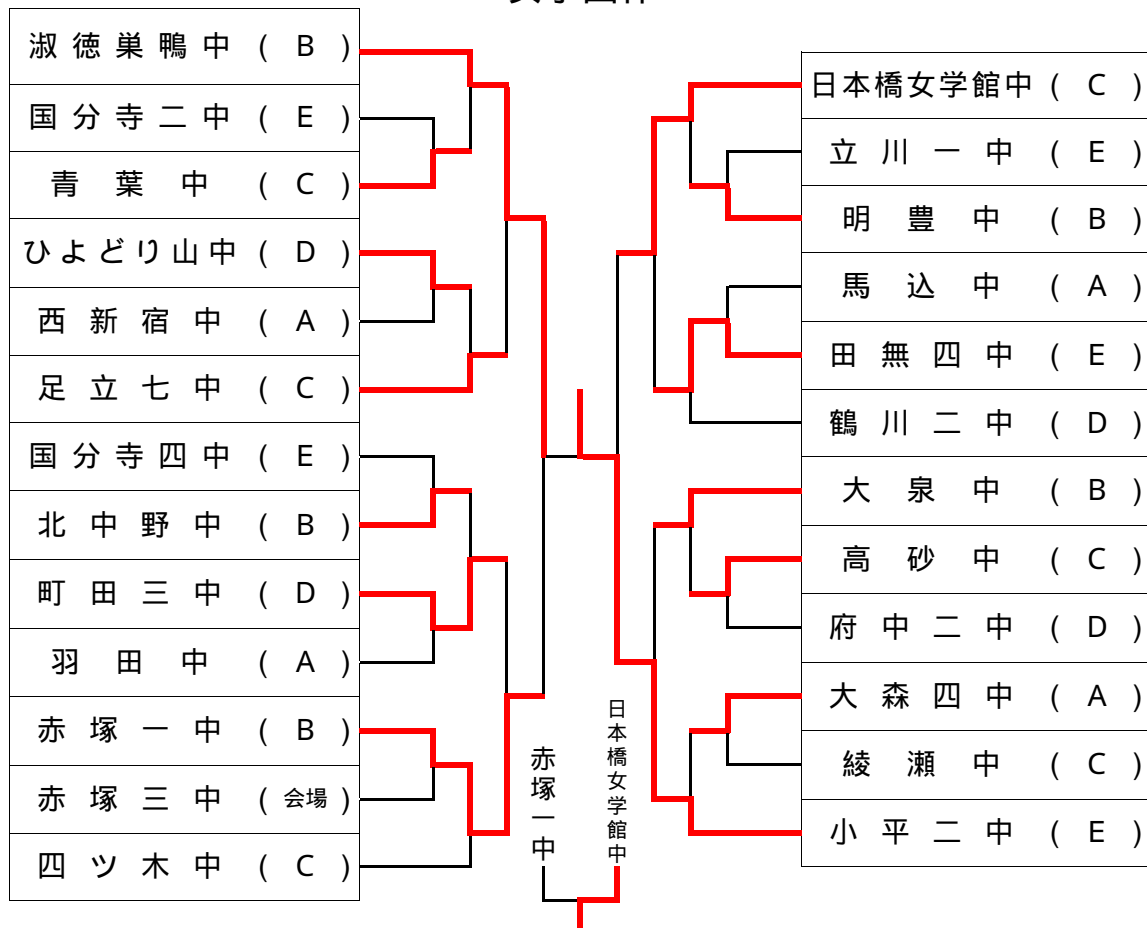 淑徳巣鴨中 ( B )
国分寺二中 ( E )
青葉中 ( C )
ひよどり山中 ( D )
西新宿中 ( A )
足立七中 ( C )
国分寺四中 ( E )
北中野中 ( B )
町田三中 ( D )
羽田中 ( A )
赤塚一中 ( B )
赤塚三中 ( 会場 )
四ツ木中 ( C )
赤塚一中
日本橋女学館中
日本橋女学館中 ( C )
立川一中 ( E )
明豊中 ( B )
馬込中 ( A )
田無四中 ( E )
鶴川二中 ( D )
大泉中 ( B )
高砂中 ( C )
府中二中 ( D )
大森四中 ( A )
綾瀬中 ( C )
小平二中 ( E )